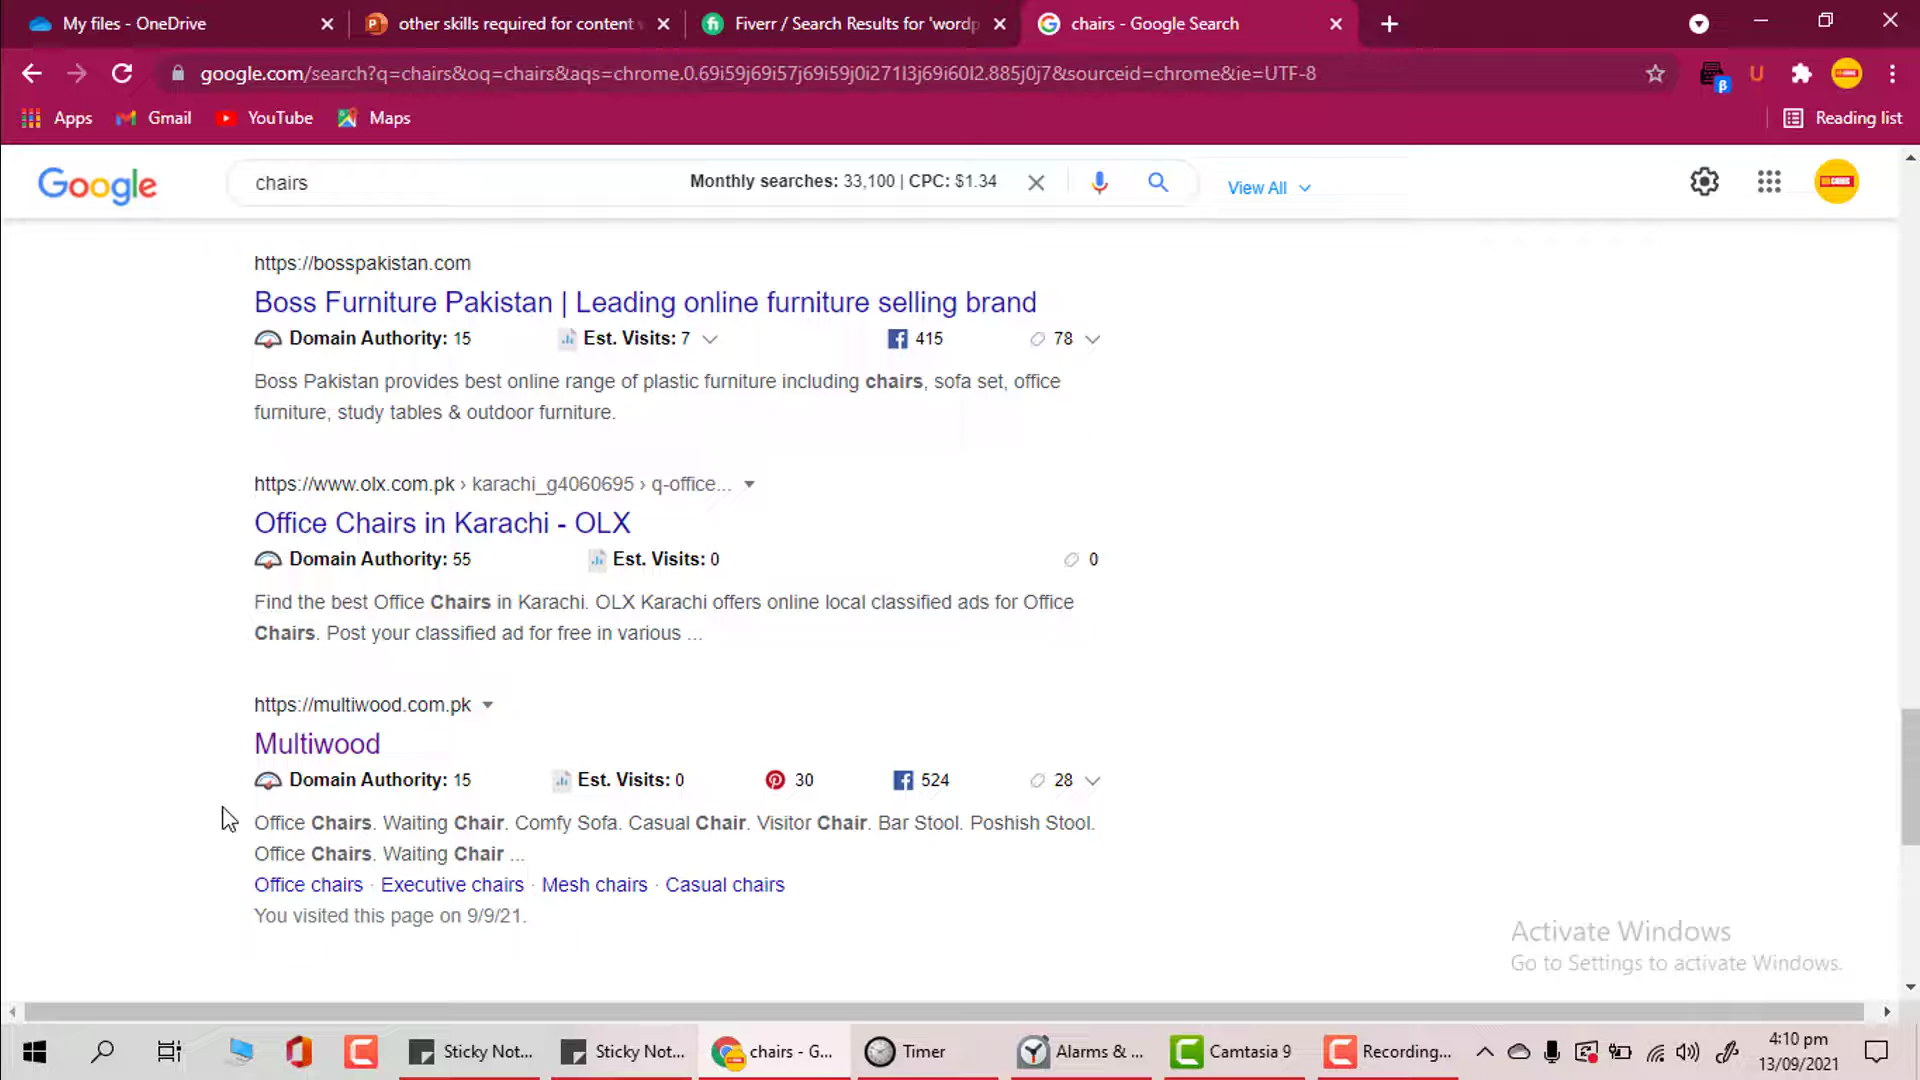 My files - OneDrive
other skills required for content
Fiverr / Search Results for 'wordp
chairs - Google Search
google.com/search?q=chairs&oq=chairs&aqs=chrome.0.69i59j69i57j69i59j0i271l3j69i60l2.885j0j7&sourceid=chrome&ie=UTF-8
Apps Gmail YouTube Maps Reading list
Google chairs Monthly searches: 33,100 | CPC: $1.34 View All
https://bosspakistan.com
Boss Furniture Pakistan | Leading online furniture selling brand
Domain Authority: 15 Est. Visits: 7 415 78
Boss Pakistan provides best online range of plastic furniture including chairs, sofa set, office
furniture, study tables & outdoor furniture.
https://www.olx.com.pk › karachi_g4060695 › q-office...
Office Chairs in Karachi - OLX
Domain Authority: 55 Est. Visits: 0 0
Find the best Office Chairs in Karachi. OLX Karachi offers online local classified ads for Office
Chairs. Post your classified ad for free in various ...
https://multiwood.com.pk
Multiwood
Domain Authority: 15 Est. Visits: 0 30 524 28
Office Chairs. Waiting Chair. Comfy Sofa. Casual Chair. Visitor Chair. Bar Stool. Poshish Stool.
Office Chairs. Waiting Chair ...
Office chairs · Executive chairs · Mesh chairs · Casual chairs
You visited this page on 9/9/21.
Activate Windows
Go to Settings to activate Windows.
Sticky Not... Sticky Not... chairs - G... Timer Alarms & ... Camtasia 9 Recording... 4:10 pm
13/09/2021